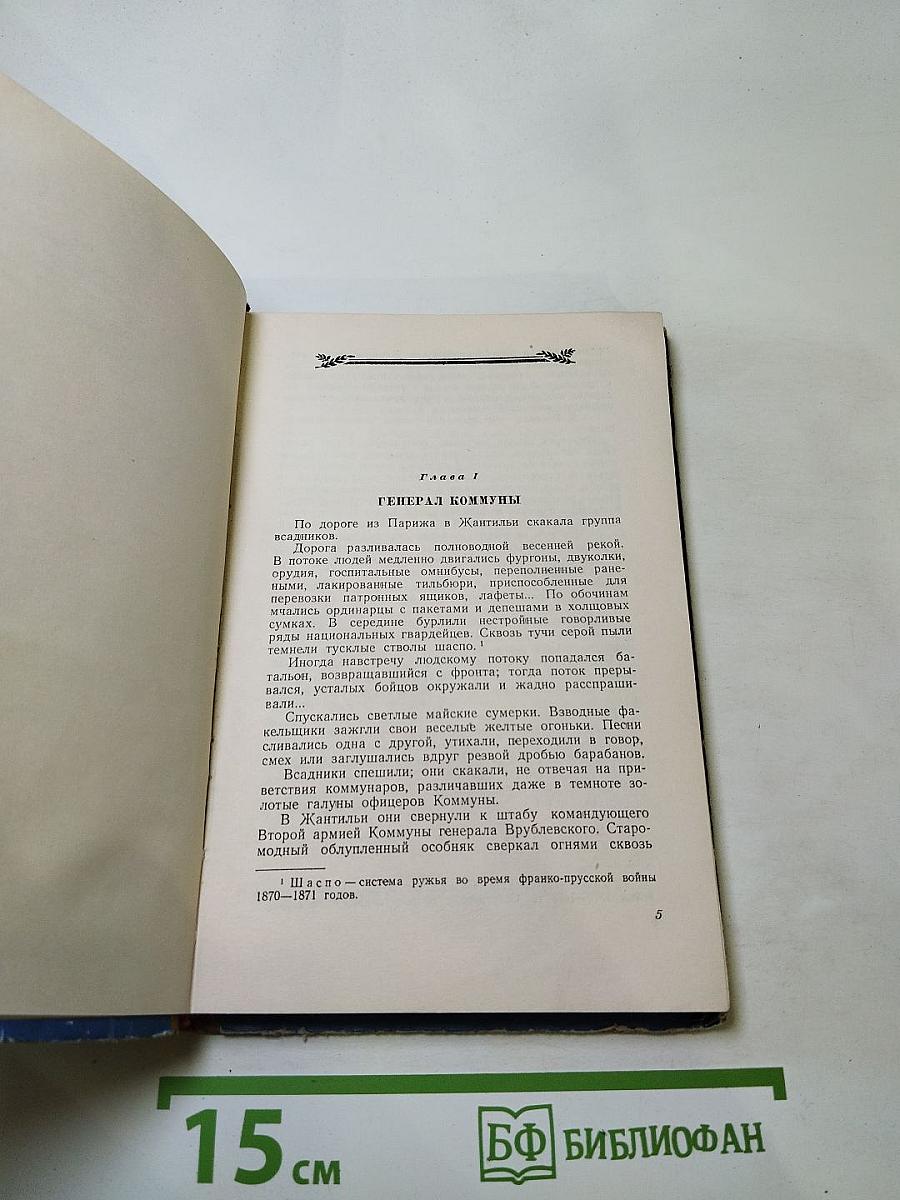 Глава I
ГЕНЕРАЛ КОММУНЫ
По дороге из Парижа в Жантильи скакала группа
всадников.
Дорога разливалась полноводной весенней рекой.
В потоке людей медленно двигались фургоны, двуколки,
орудия, госпитальные омнибусы, переполненные ране-
ными, лакированные тильбюри, приспособленные для
перевозки патронных ящиков, лафеты... По обочинам
мчались ординарцы с пакетами и депешами в холщовых
сумках. В середине бурлили нестройные говорливые
ряды национальных гвардейцев. Сквозь тучи серой пыли
темнели тусклые стволы шаспо. 1
Иногда навстречу людскому потоку попадался ба-
тальон, возвращавшийся с фронта; тогда поток преры-
вался, усталых бойцов окружали и жадно расспраши-
вали...
Спускались светлые майские сумерки. Взводные фа-
кельщики зажгли свои веселые желтые огоньки. Песни
сливались одна с другой, утихали, переходили в говор,
смех или заглушались вдруг резвой дробью барабанов.
Всадники спешили; они скакали, не отвечая на при-
ветствия коммунаров, различавших даже в темноте зо-
лотые галуны офицеров Коммуны.
В Жантильи они свернули к штабу командующего
Второй армией Коммуны генерала Врублевского. Старо-
модный облупленный особняк сверкал огнями сквозь
1 Шаспо — система ружья во время франко-прусской войны
1870—1871 годов.
5
15 см
БФ БИБЛИОФАН